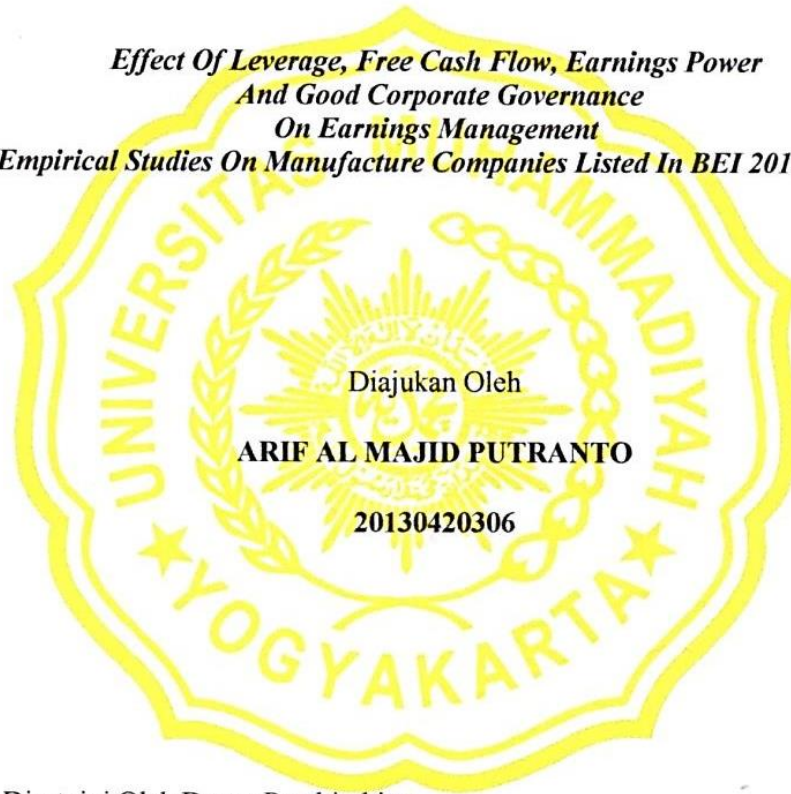 Effect Of Leverage, Free Cash Flow, Earnings Power
And Good Corporate Governance
On Earnings Management
Empirical Studies On Manufacture Companies Listed In BEI 201
UNIVERSITAS MUHAMMADIYAH
Diajukan Oleh
ARIF AL MAJID PUTRANTO
20130420306
★ YOGYAKARTA ★